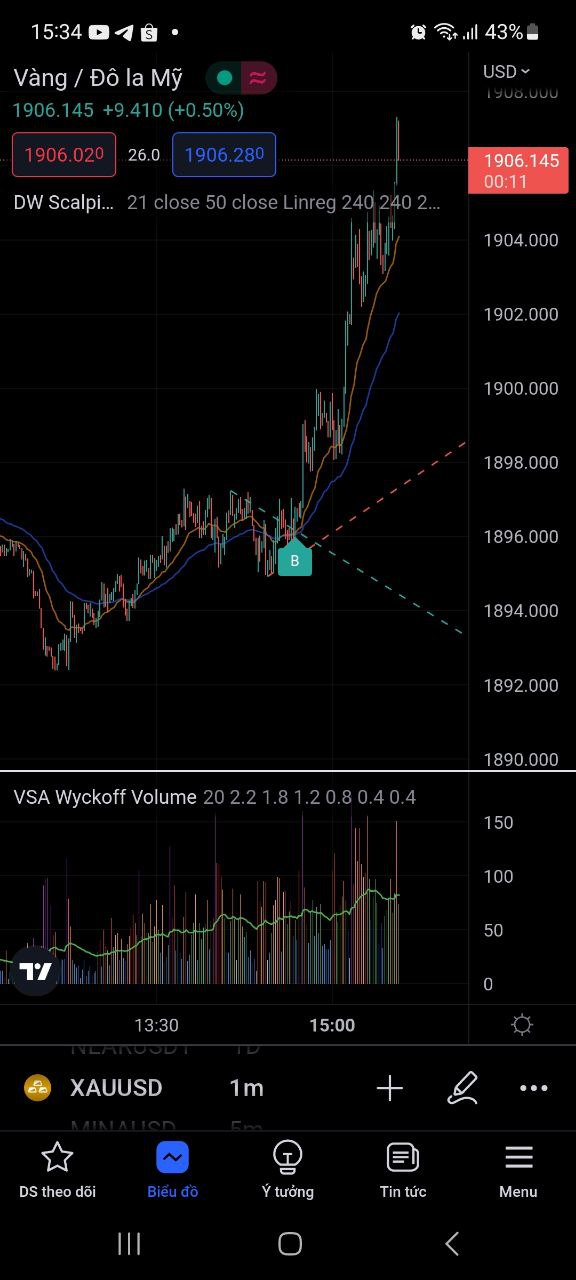 15:34
43%
Vàng / Đô la Mỹ
USD
1908.000
1906.145 +9.410 (+0.50%)
1906.020 26.0 1906.280
1906.145
00:11
DW Scalpi... 21 close 50 close Linreg 240 240 2...
1904.000
1902.000
1900.000
1898.000
1896.000
B
1894.000
1892.000
1890.000
VSA Wyckoff Volume 20 2.2 1.8 1.2 0.8 0.4 0.4
150
100
50
0
13:30 15:00
NEARUSDT 1D
XAUUSD 1m
MINAUSD 5m
DS theo dõi Biểu đồ Ý tưởng Tin tức Menu